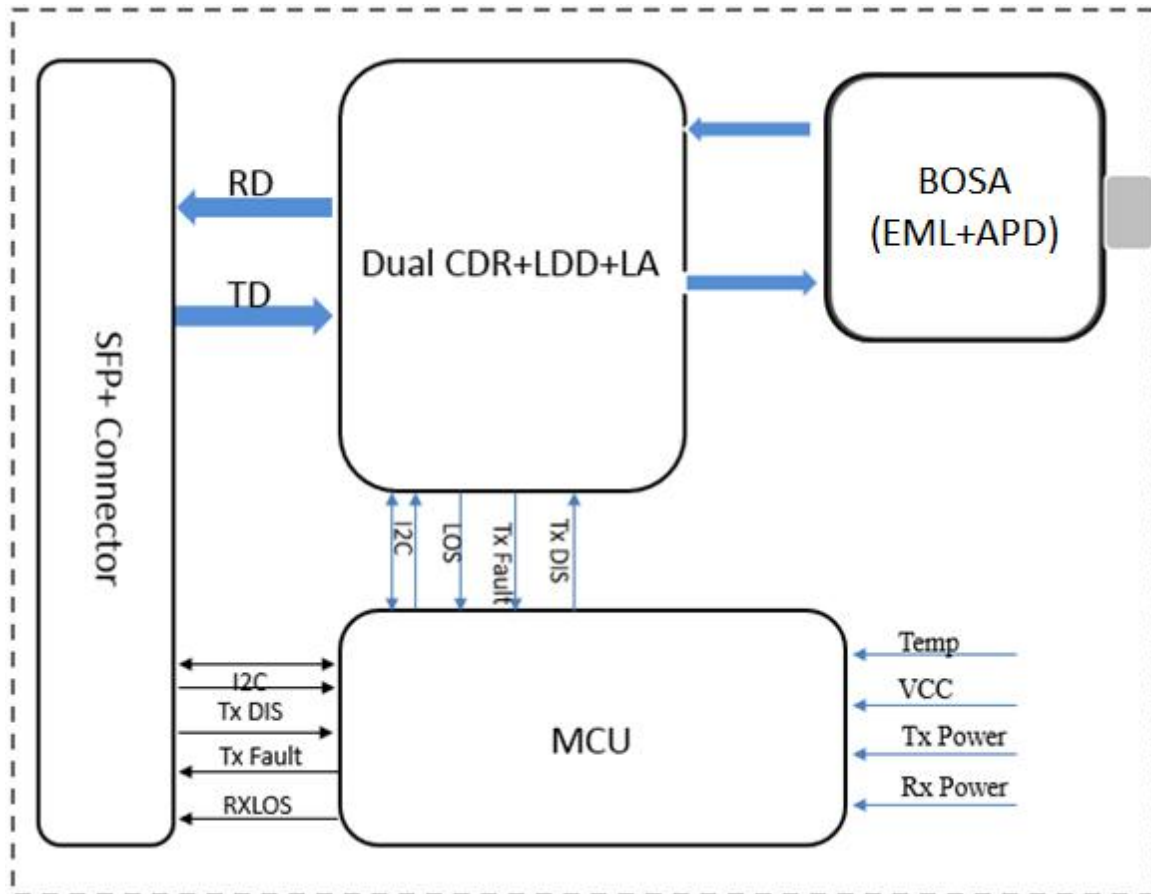 SFP+ Connector
RD
TD
Dual CDR+LDD+LA
BOSA
(EML+APD)
I2C
LOS
Tx Fault
Tx DIS
I2C
Tx DIS
Tx Fault
RXLOS
MCU
Temp
VCC
Tx Power
Rx Power